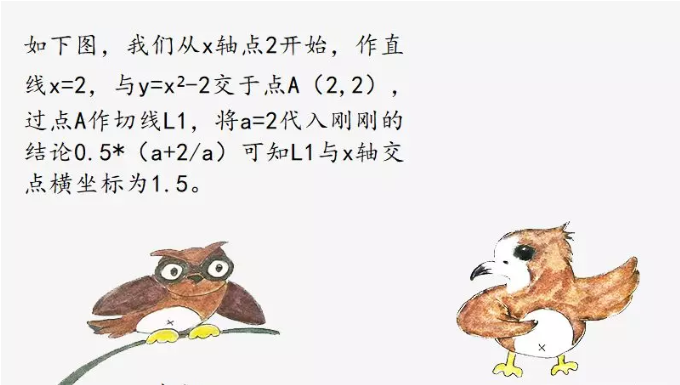 如下图，我们从x轴点2开始，作直
线x=2，与y=x²-2交于点A（2,2），
过点A作切线L1，将a=2代入刚刚的
结论0.5*（a+2/a）可知L1与x轴交
点横坐标为1.5。